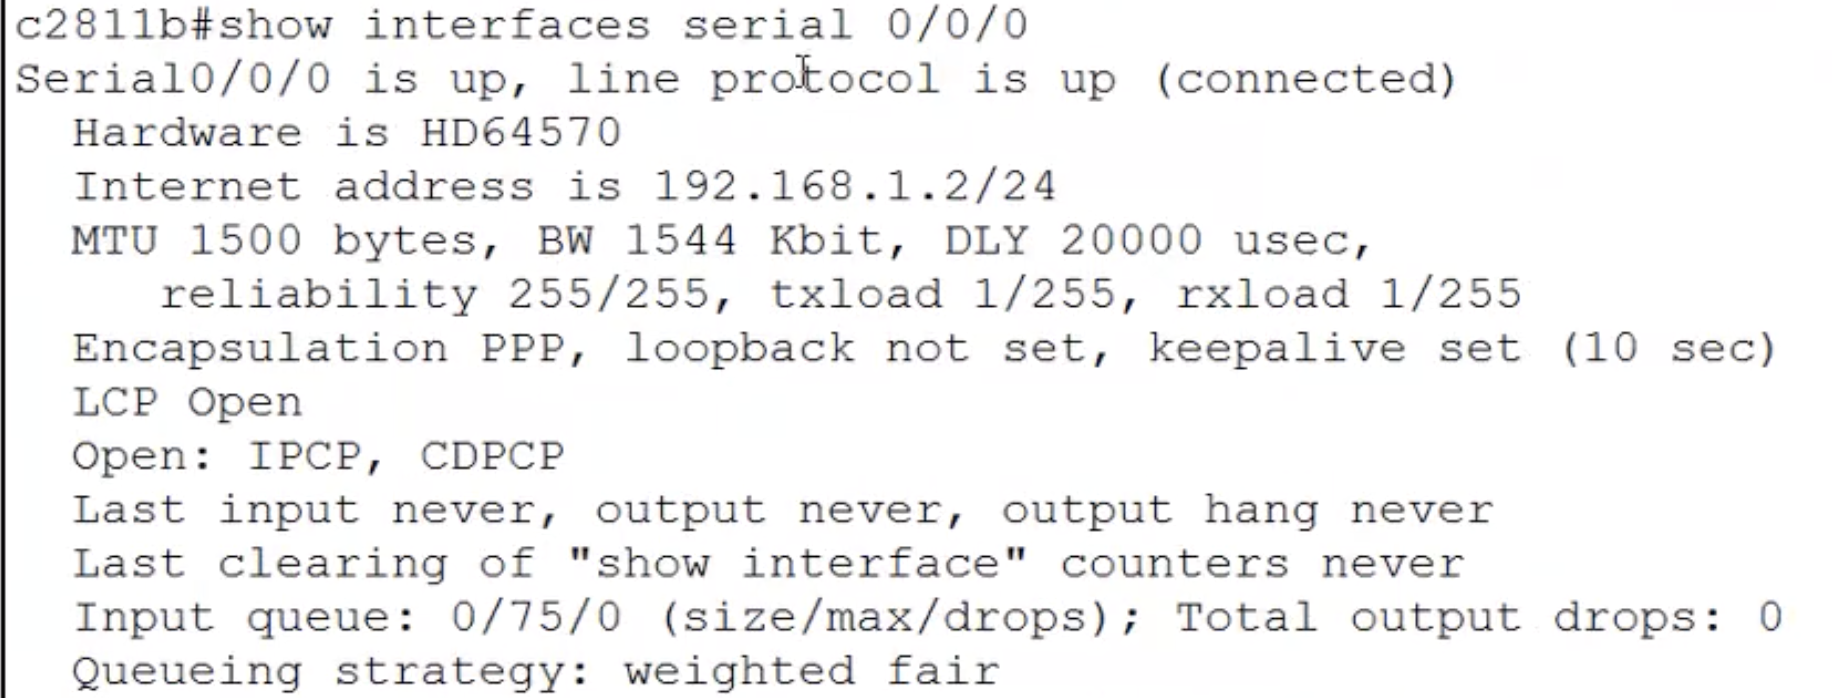 c2811b#show interfaces serial 0/0/0
Serial0/0/0 is up, line protocol is up (connected)
Hardware is HD64570
Internet address is 192.168.1.2/24
MTU 1500 bytes, BW 1544 Kbit, DLY 20000 usec,
reliability 255/255, txload 1/255, rxload 1/255
Encapsulation PPP, loopback not set, keepalive set (10 sec)
LCP Open
Open: IPCP, CDPCP
Last input never, output never, output hang never
Last clearing of "show interface" counters never
Input queue: 0/75/0 (size/max/drops); Total output drops: 0
Queueing strategy: weighted fair